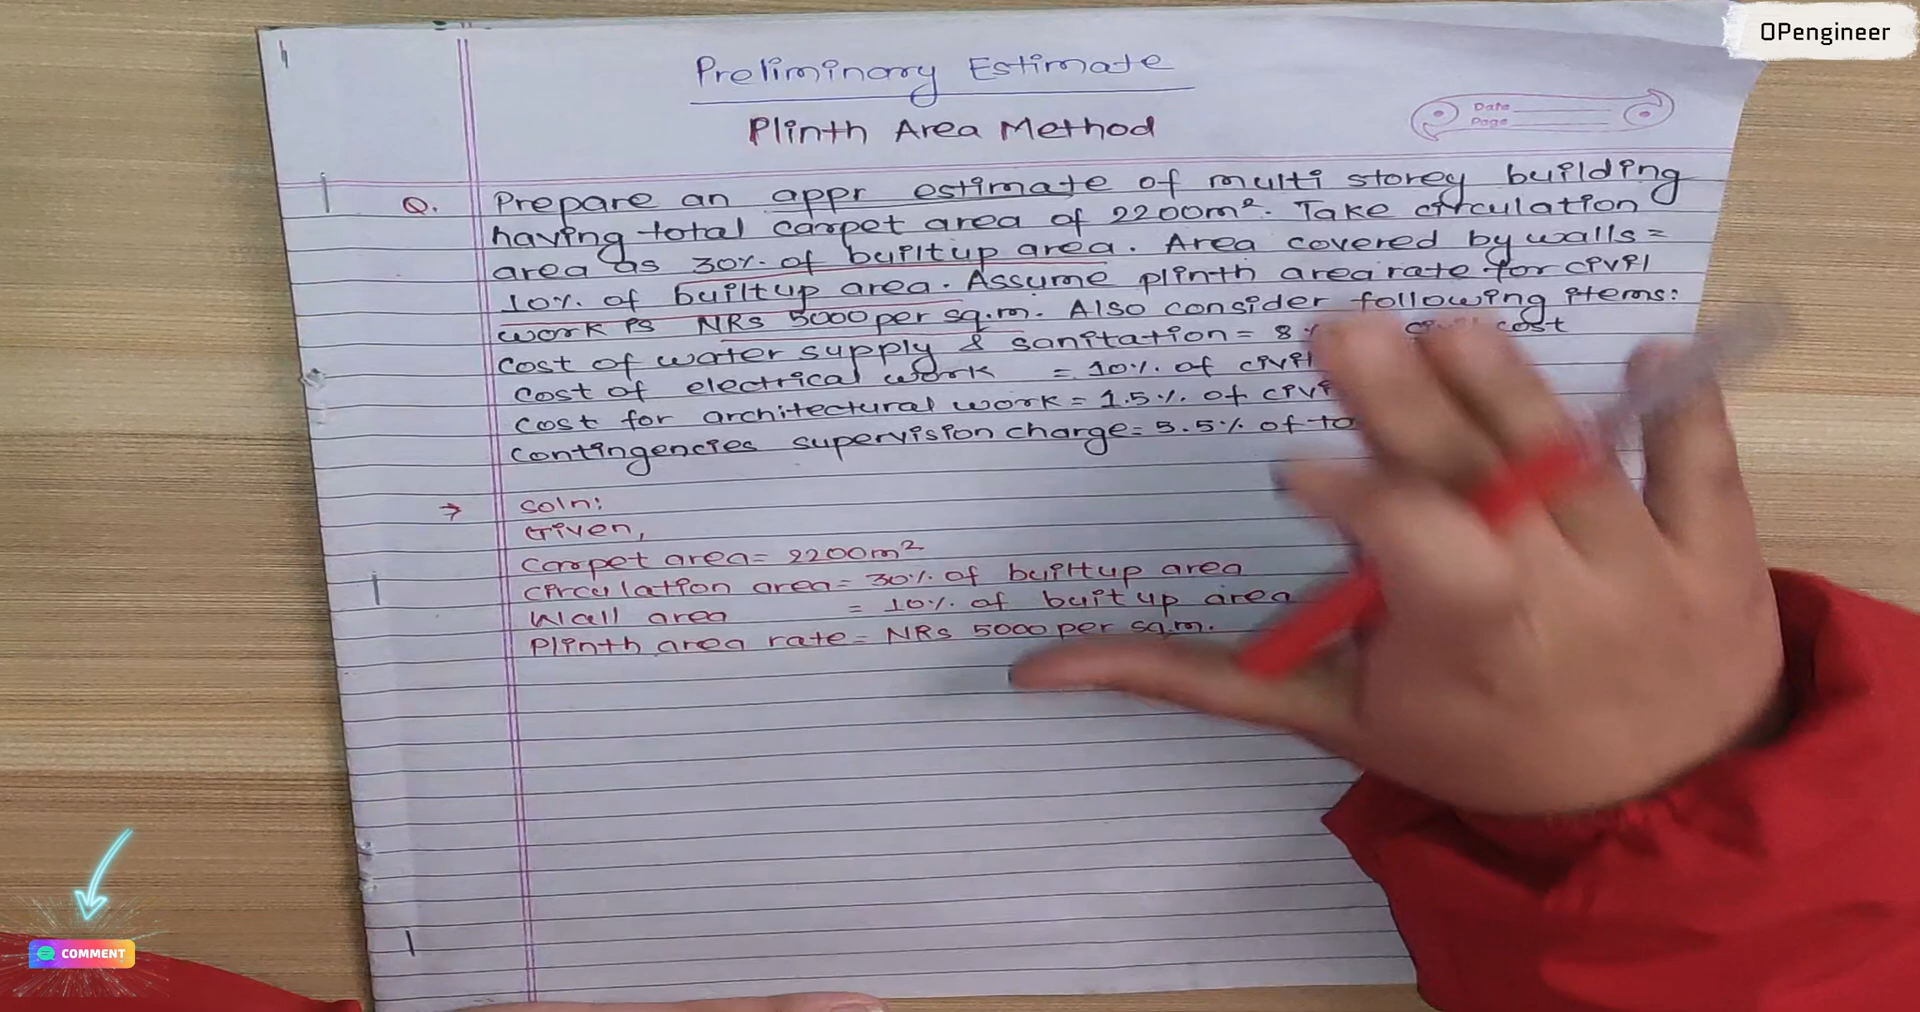 OPengineer
Preliminary Estimate
Date
Page
Plinth Area Method
Q. Prepare an appr estimate of multi storey building
having total carpet area of 2200m². Take circulation
area as 30% of builtup area. Area covered by walls =
10% of builtup area. Assume plinth area rate for civil
work is NRs 5000 per sq.m. Also consider following items:
cost of water supply & sanitation = 8 cost
cost of electrical work = 10% of civil
cost for architectural work = 1.5% of
contingencies supervision charge = 5.5% of
→ soln:
Given,
Carpet area = 2200m²
circulation area = 30% of builtup area
Wall area = 10% of buitup area
Plinth area rate = NRs 5000 per sq.m.
COMMENT